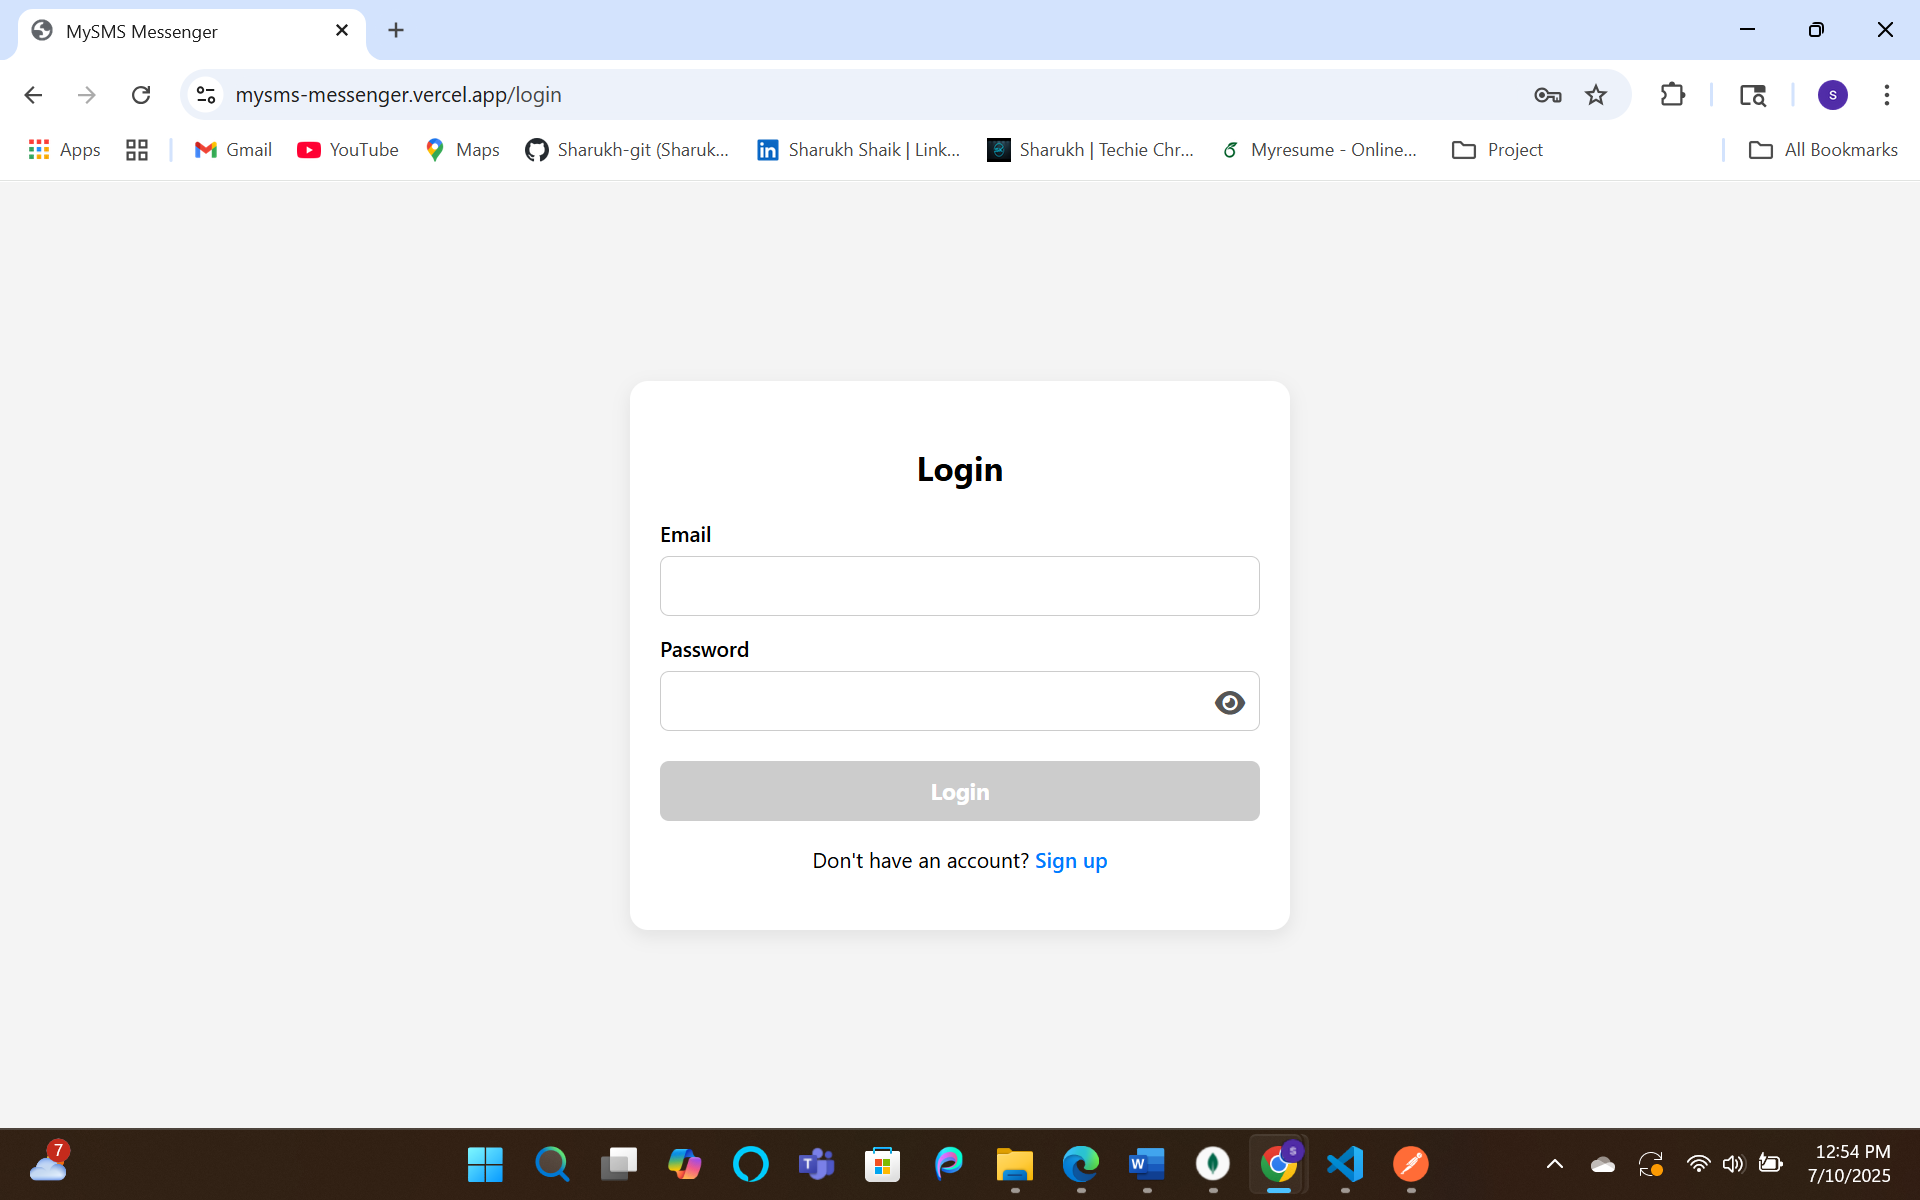 MySMS Messenger
mysms-messenger.vercel.app/login
S
Apps
Gmail
YouTube
Maps
Sharukh-git (Sharuk...
Sharukh Shaik | Link...
Sharukh | Techie Chr...
Myresume - Online...
Project
All Bookmarks
Login
Email
Password
Login
Don't have an account? Sign up
7
T
W
S
12:54 PM
7/10/2025